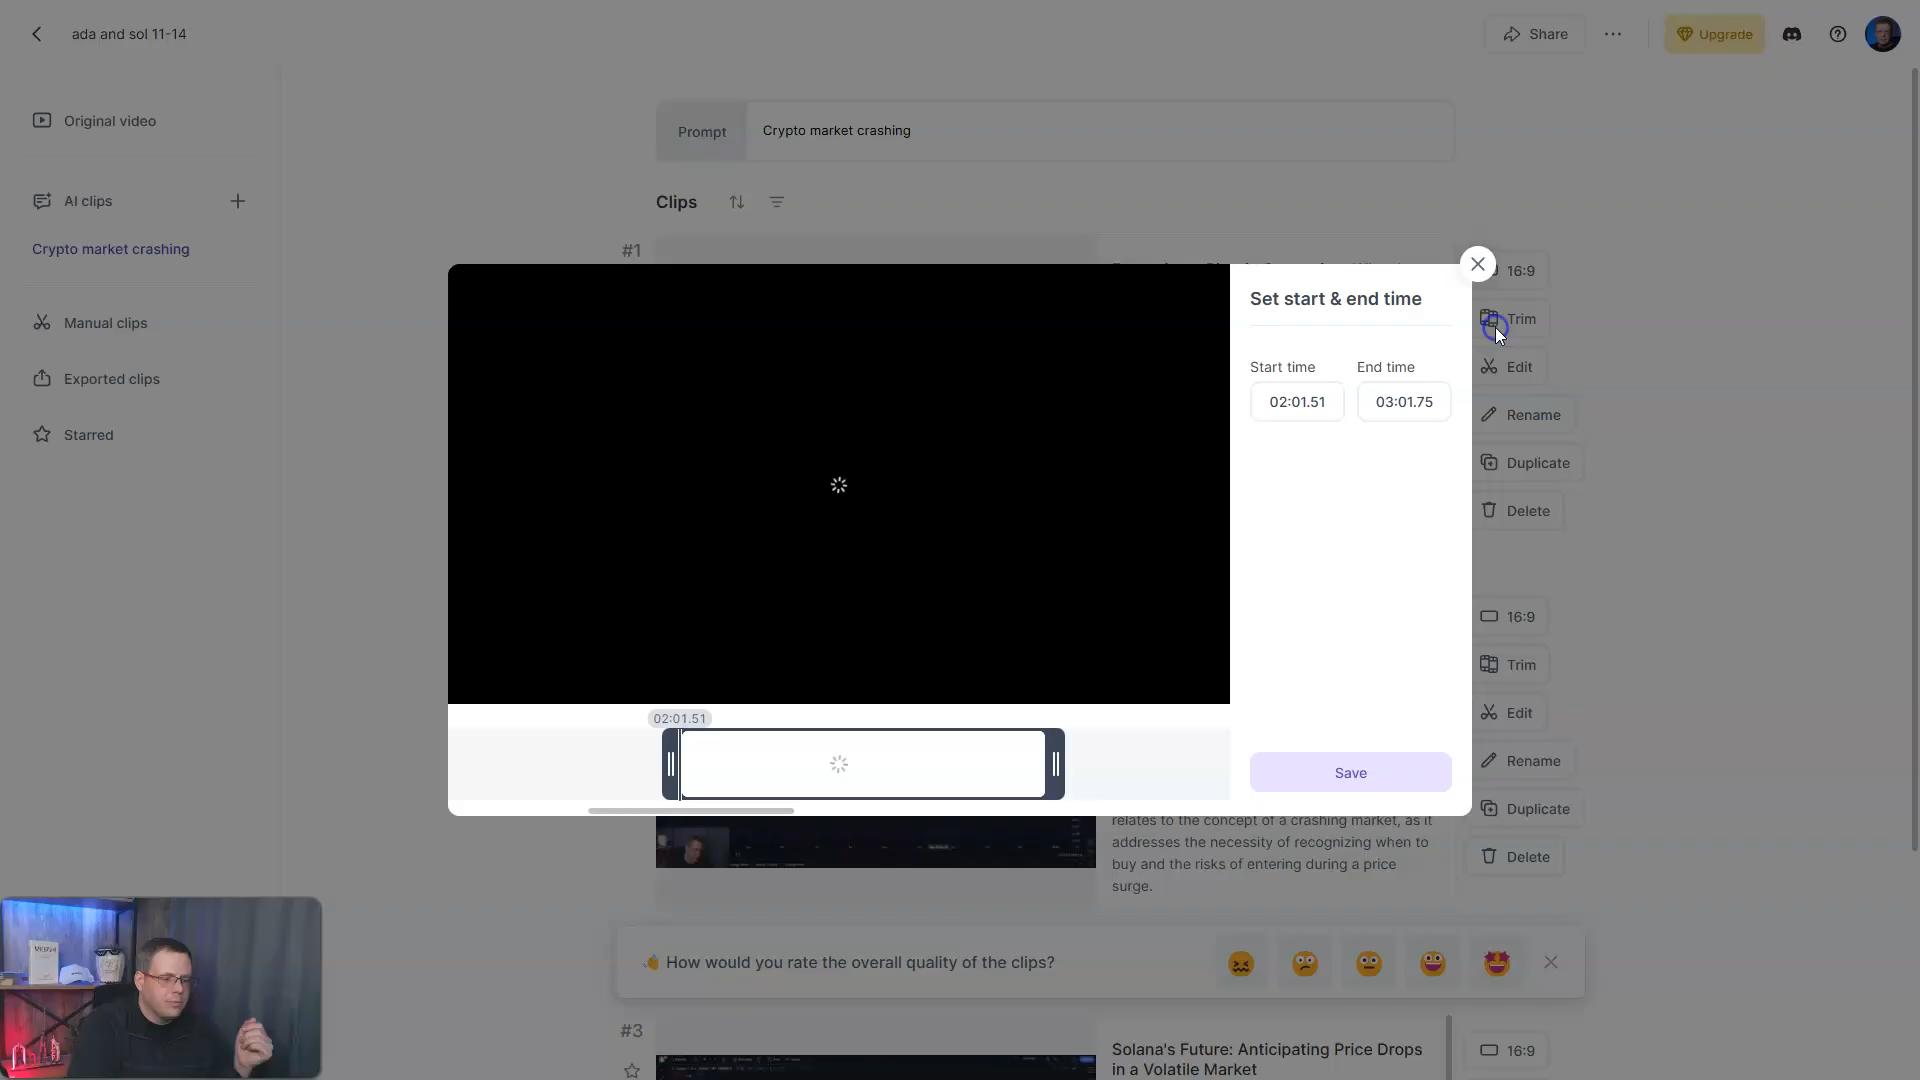 ada and sol 11-14
Share
Upgrade
Original video
Prompt
Crypto market crashing
AI clips
Clips
Crypto market crashing
#1
16:9
Set start & end time
Trim
Manual clips
Start time
End time
Edit
Exported clips
02:01.51
03:01.75
Rename
Starred
Duplicate
Delete
16:9
Trim
02:01.51
Edit
Rename
Save
Duplicate
relates to the concept of a crashing market, as it
addresses the necessity of recognizing when to
buy and the risks of entering during a price
surge.
Delete
How would you rate the overall quality of the clips?
#3
Solana's Future: Anticipating Price Drops
in a Volatile Market
16:9